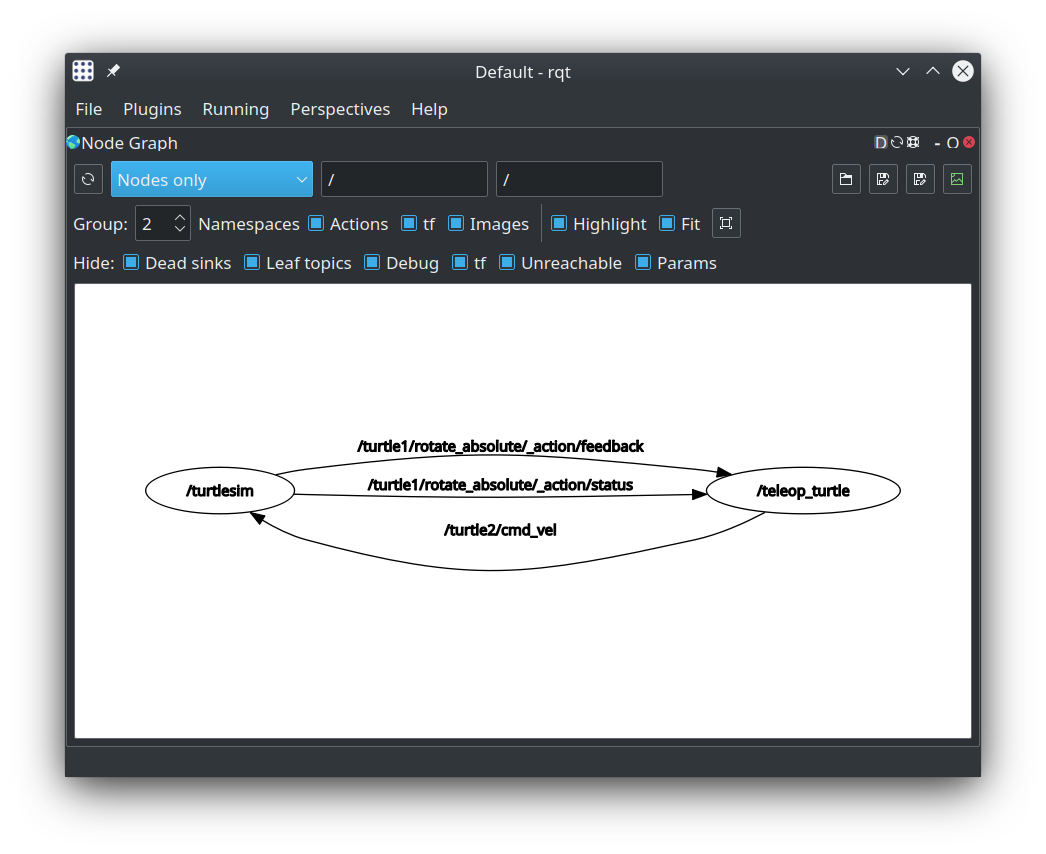 Default - rqt
File Plugins Running Perspectives Help
Node Graph D - O
Nodes only / /
Group: 2 Namespaces Actions tf Images Highlight Fit
Hide: Dead sinks Leaf topics Debug tf Unreachable Params
/turtle1/rotate_absolute/_action/feedback
/turtlesim /turtle1/rotate_absolute/_action/status /teleop_turtle
/turtle2/cmd_vel